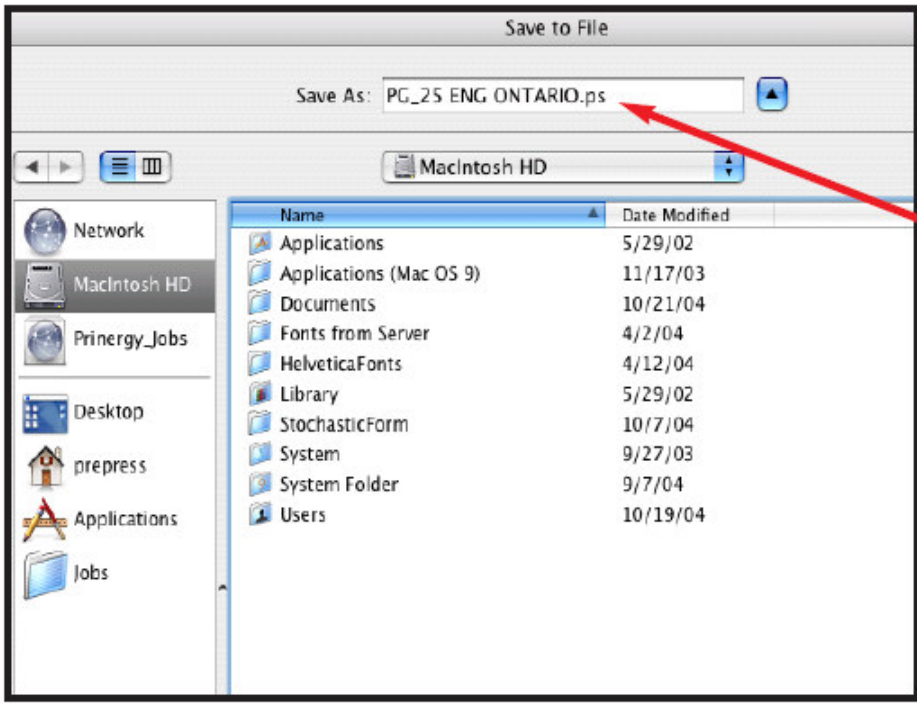 Save to File
Save As: PG_25 ENG ONTARIO.ps
MacIntosh HD
Network
MacIntosh HD
Prinergy_Jobs
Desktop
prepress
Applications
Jobs
Name Date Modified
Applications 5/29/02
Applications (Mac OS 9) 11/17/03
Documents 10/21/04
Fonts from Server 4/2/04
HelveticaFonts 4/12/04
Library 5/29/02
StochasticForm 10/7/04
System 9/27/03
System Folder 9/7/04
Users 10/19/04